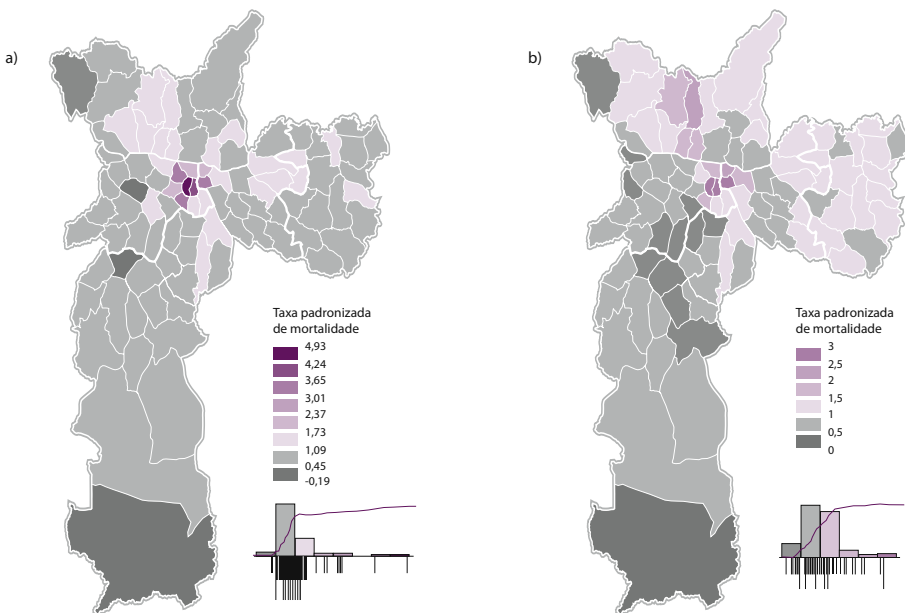 a)
Taxa padronizada
de mortalidade
4,93
4,24
3,65
3,01
2,37
1,73
1,09
0,45
-0,19
b)
Taxa padronizada
de mortalidade
3
2,5
2
1,5
1
0,5
0